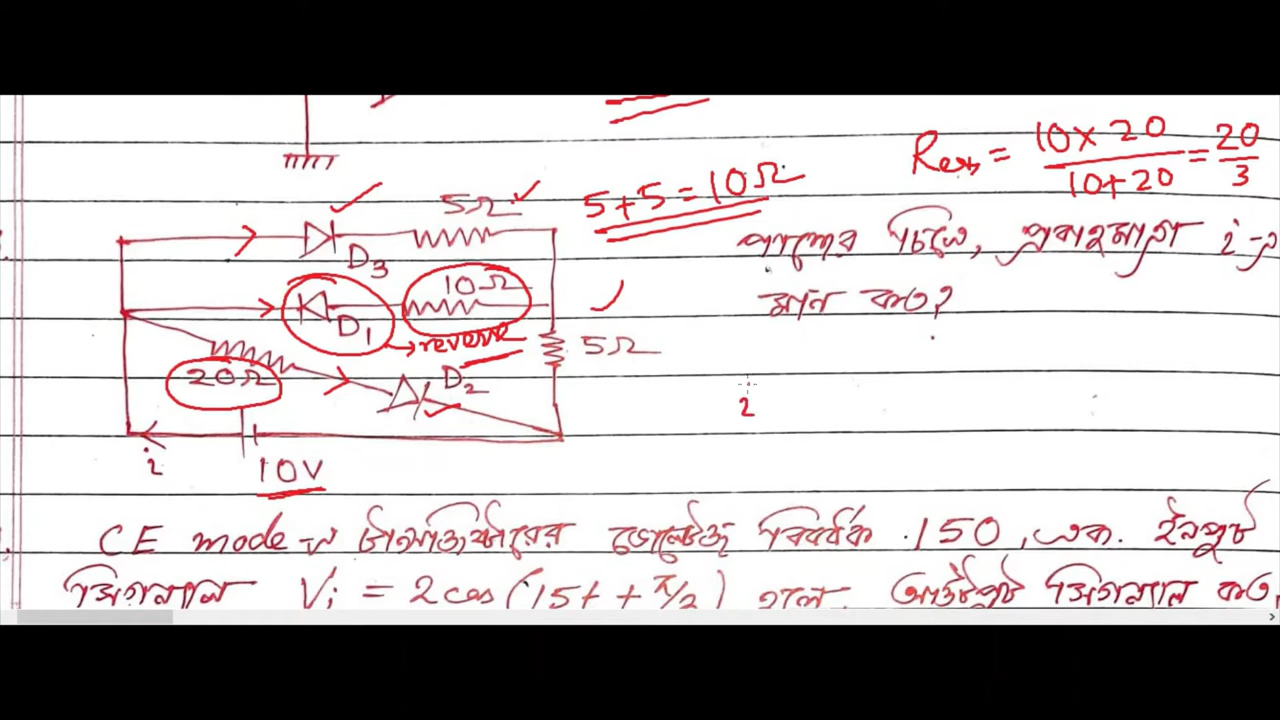 Req = 10 × 20 / 10 + 20 = 20 / 3
5 + 5 = 10Ω
5Ω
D3
পাশের চিত্রে, প্রবাহমাত্রা i-র
মান কত?
10Ω
D1
→ reverse
5Ω
20Ω
D2
2
i
10V
CE mode-এ ট্রানজিস্টরের ভোল্টেজ বিবর্ধক 150, এক. ইনপুট
সিগনাল Vi = 2cos(15t + π/2) হলে. আউটপুট সিগন্যাল কত,